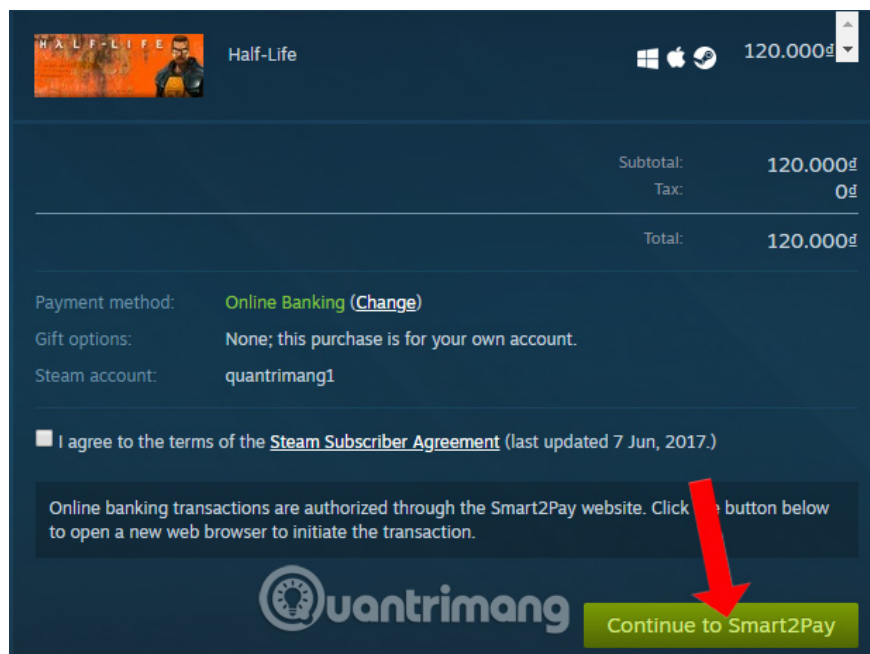 HALF-LIFE
Half-Life 120.000₫
Subtotal: 120.000₫
Tax: 0₫
Total: 120.000₫
Payment method: Online Banking (Change)
Gift options: None; this purchase is for your own account.
Steam account: quantrimang1
I agree to the terms of the Steam Subscriber Agreement (last updated 7 Jun, 2017.)
Online banking transactions are authorized through the Smart2Pay website. Click button below
to open a new web browser to initiate the transaction.
Quantrimang
Continue to Smart2Pay